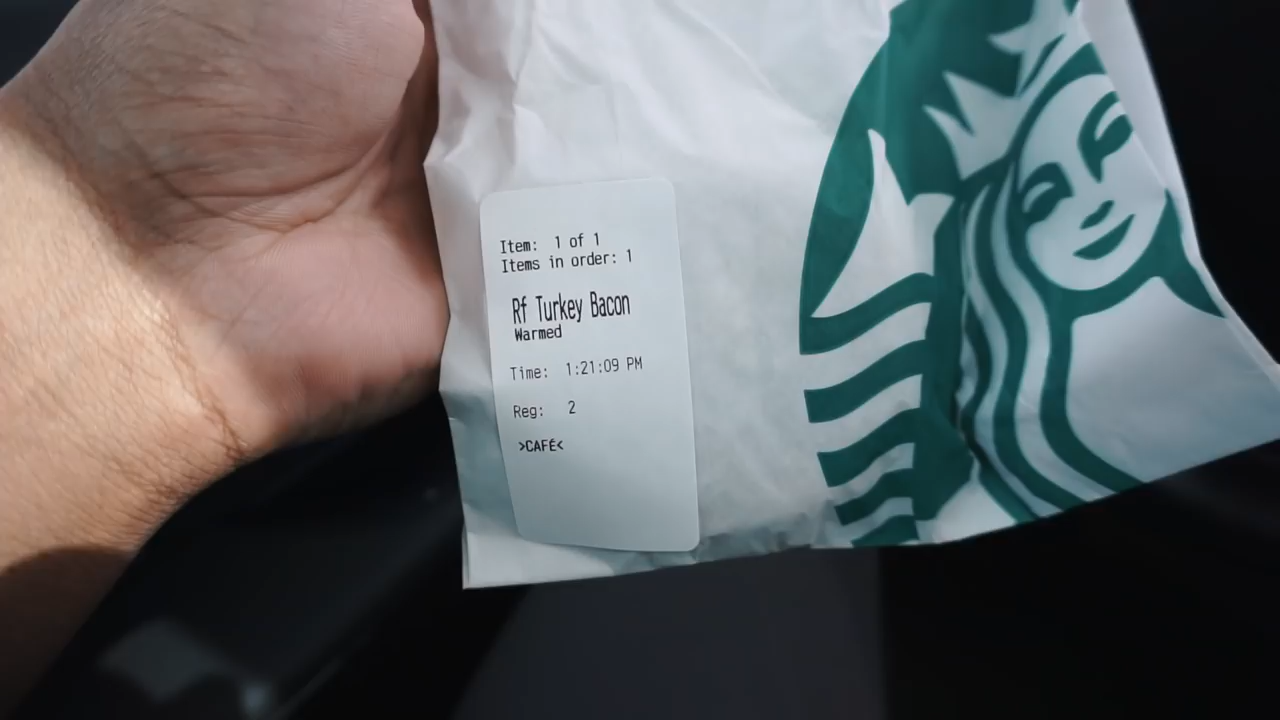 Item: 1 of 1
Items in order: 1
Rf Turkey Bacon
Warmed
Time: 1:21:09 PM
Reg: 2
>CAFÉ<